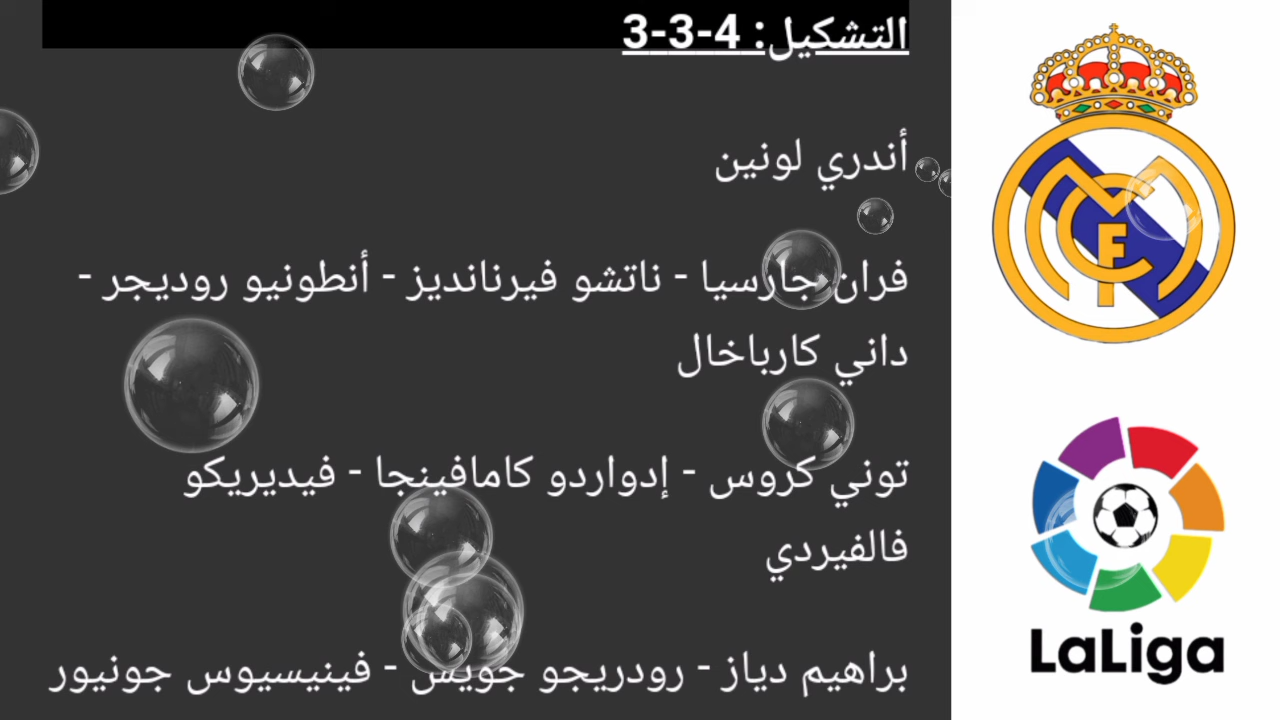 التشكيل: 4-3-3
أندري لونين
فران جارسيا - ناتشو فيرنانديز - أنطونيو روديجر -
داني كارباخال
توني كروس - إدواردو كامافينجا - فيديريكو
فالفيردي
براهيم دياز - رودريجو جويس - فينيسيوس جونيور
LaLiga